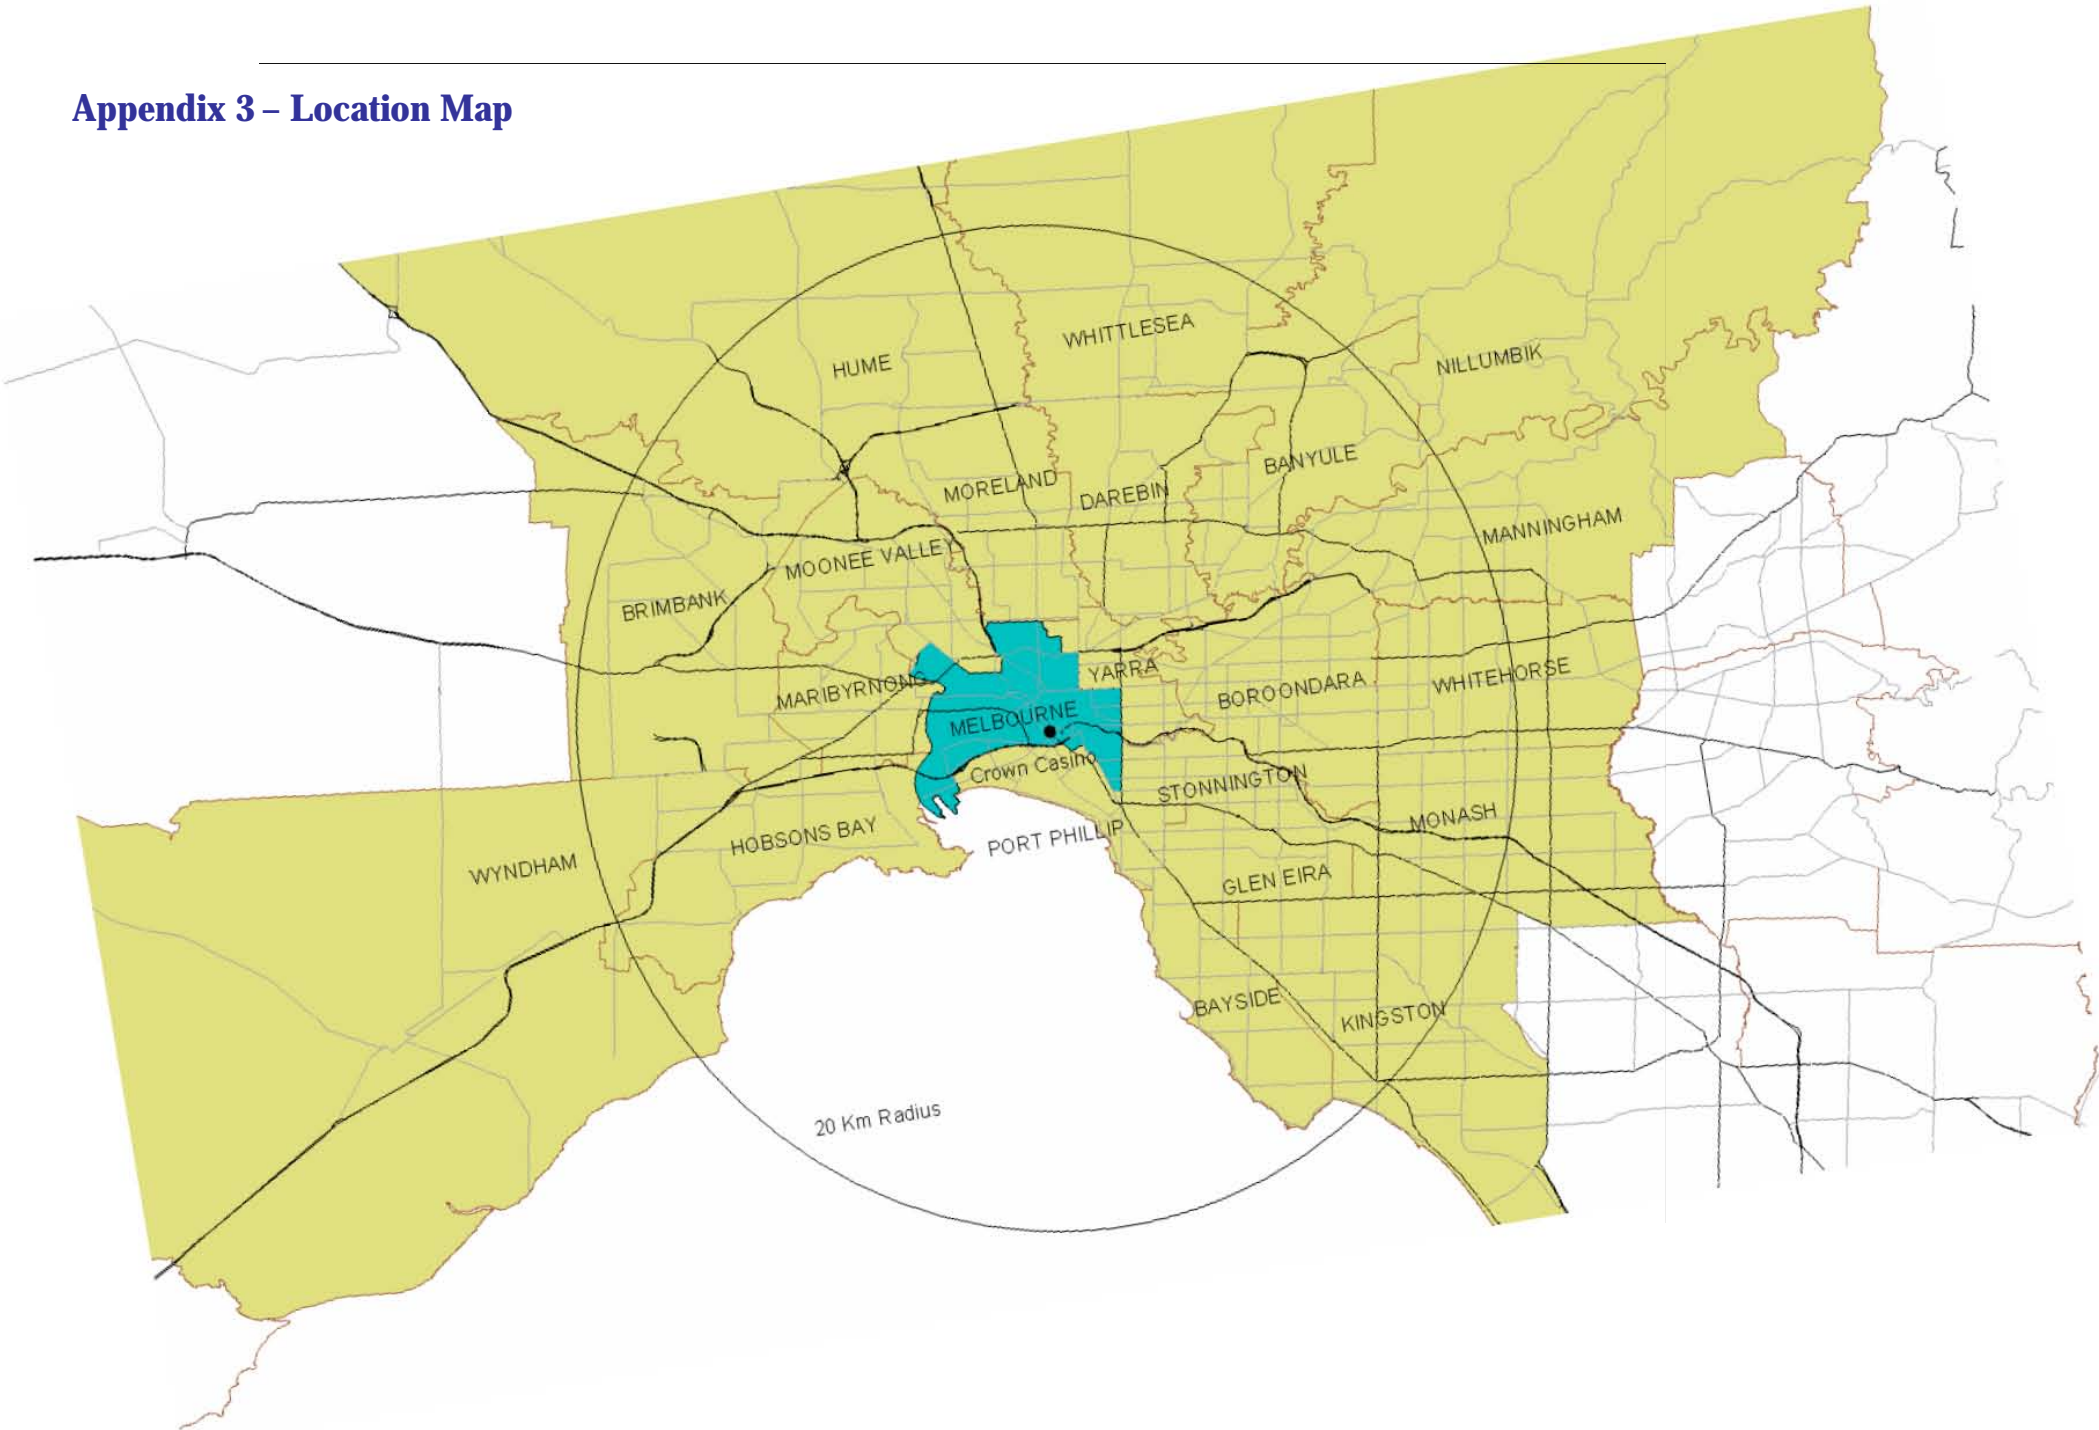 Appendix 3 – Location Map
WHITTLESEA
HUME
NILLUMBIK
BANYULE
MORELAND
DAREBIN
MANNINGHAM
MOONEE VALLEY
BRIMBANK
YARRA
MARIBYRNONG
BOROONDARA
WHITEHORSE
MELBOURNE
Crown Casino
STONNINGTON
MONASH
HOBSONS BAY
PORT PHILLIP
WYNDHAM
GLEN EIRA
BAYSIDE
KINGSTON
20 Km Radius